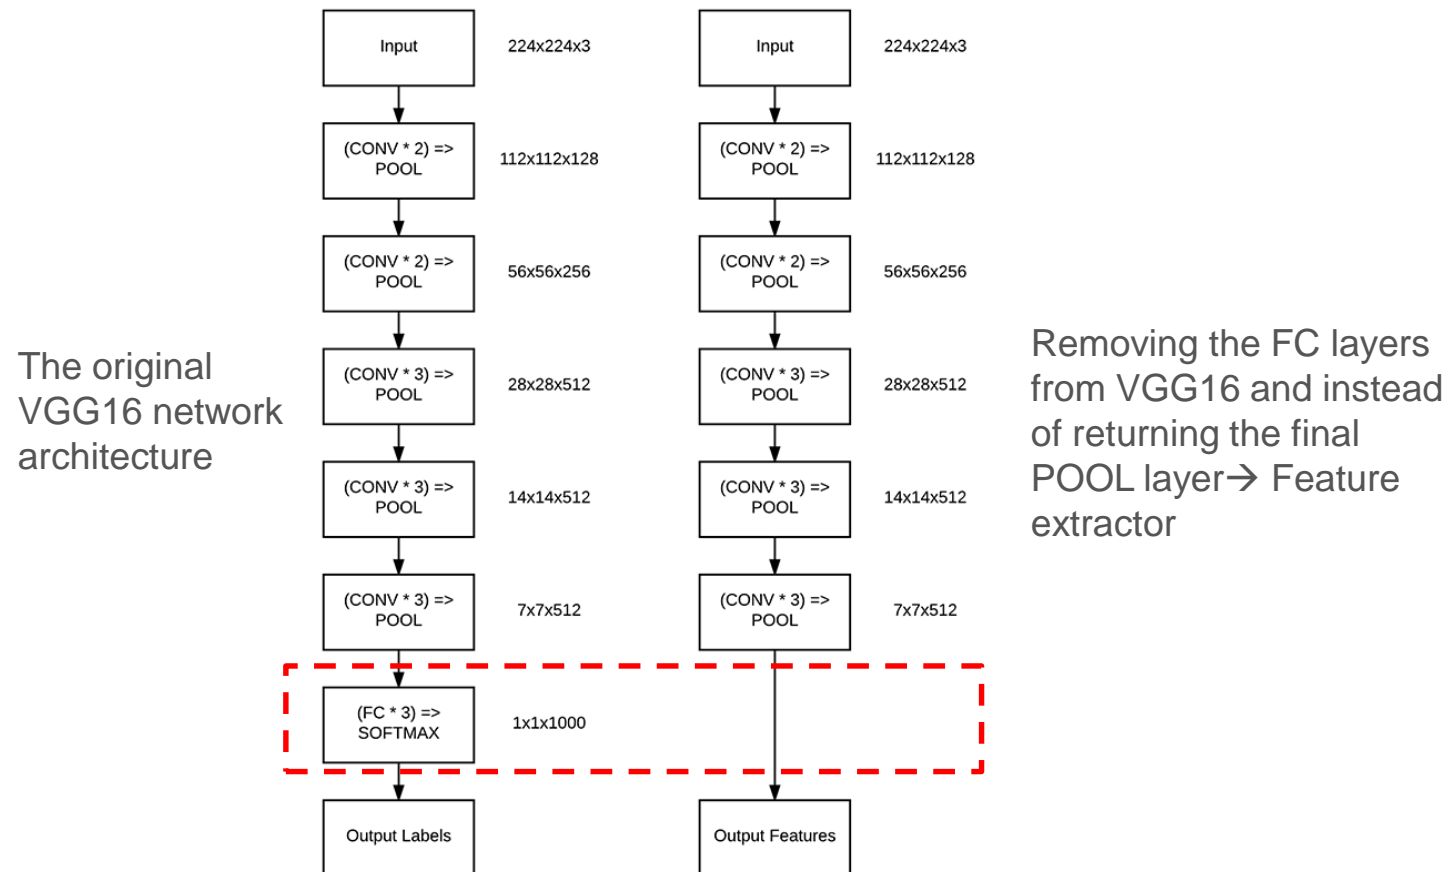 The original
VGG16 network
architecture
Input
224x224x3
(CONV * 2) =>
POOL
112x112x128
(CONV * 2) =>
POOL
56x56x256
(CONV * 3) =>
POOL
28x28x512
(CONV * 3) =>
POOL
14x14x512
(CONV * 3) =>
POOL
7x7x512
(FC * 3) =>
SOFTMAX
1x1x1000
Output Labels
Input
224x224x3
(CONV * 2) =>
POOL
112x112x128
(CONV * 2) =>
POOL
56x56x256
(CONV * 3) =>
POOL
28x28x512
(CONV * 3) =>
POOL
14x14x512
(CONV * 3) =>
POOL
7x7x512
Output Features
Removing the FC layers
from VGG16 and instead
of returning the final
POOL layer→ Feature
extractor